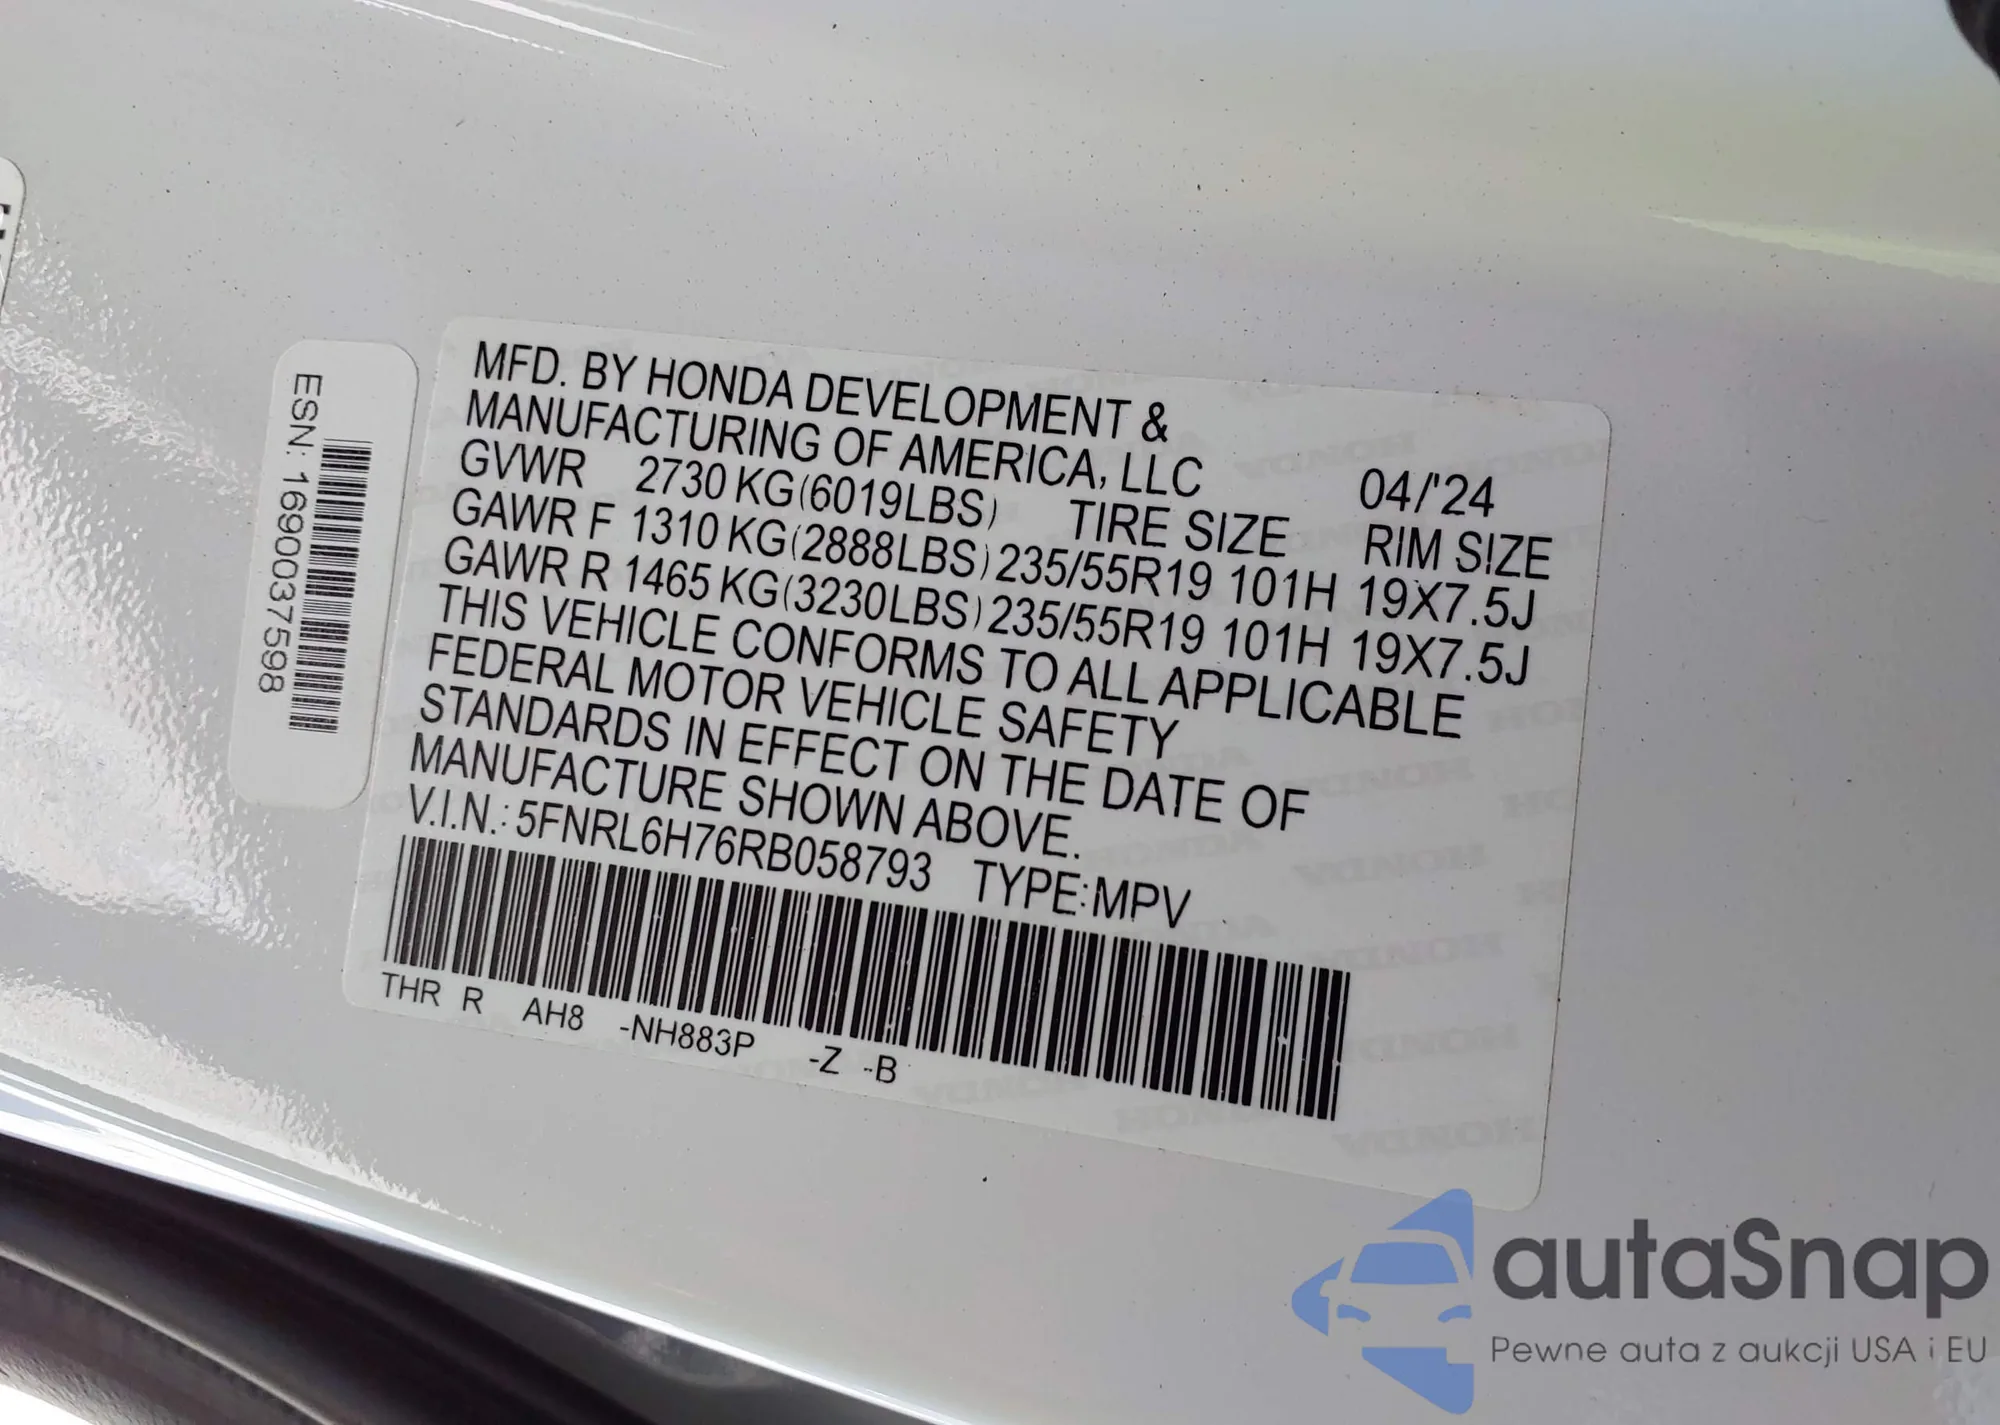 ESN: 1690037598
MFD. BY HONDA DEVELOPMENT &
MANUFACTURING OF AMERICA, LLC 04/'24
GVWR 2730 KG(6019LBS) TIRE SIZE RIM SIZE
GAWR F 1310 KG(2888LBS) 235/55R19 101H 19X7.5J
GAWR R 1465 KG(3230LBS) 235/55R19 101H 19X7.5J
THIS VEHICLE CONFORMS TO ALL APPLICABLE
FEDERAL MOTOR VEHICLE SAFETY
STANDARDS IN EFFECT ON THE DATE OF
MANUFACTURE SHOWN ABOVE.
V.I.N.: 5FNRL6H76RB058793 TYPE:MPV
THR R AH8 -NH883P -Z -B
autaSnap
Pewne auta z aukcji USA i EU